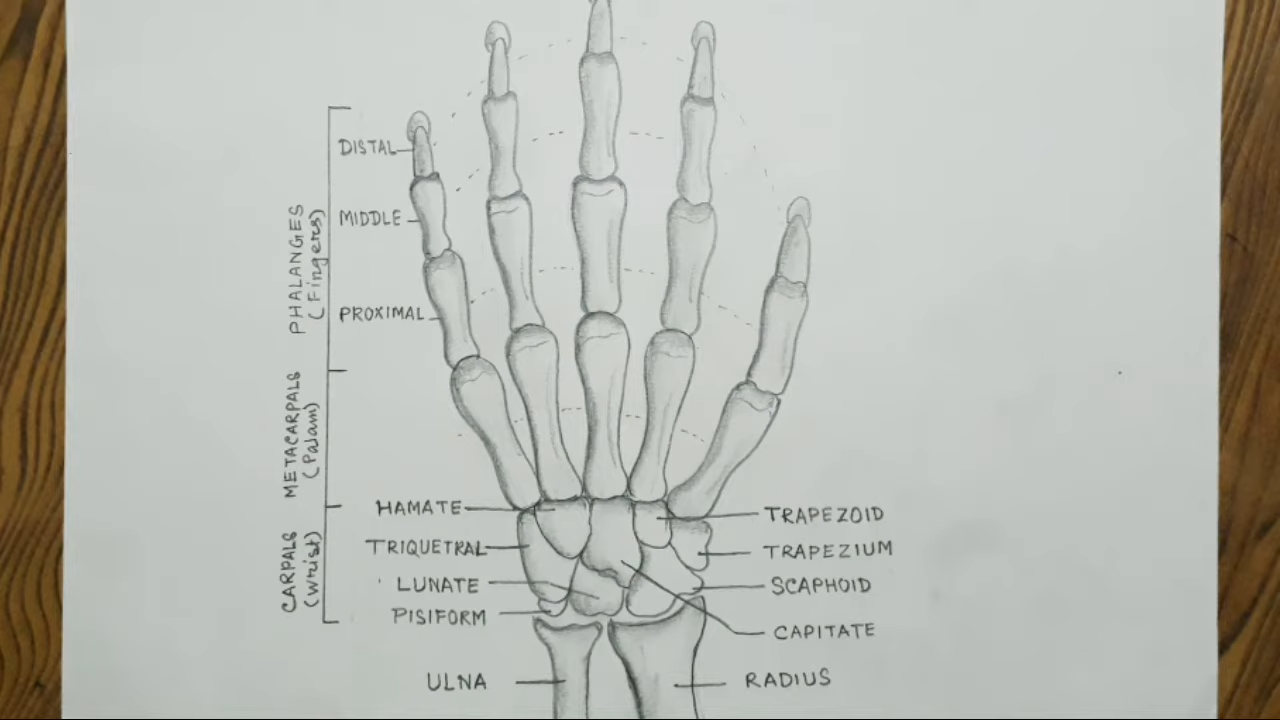 DISTAL
MIDDLE
PROXIMAL
PHALANGES
(Fingers)
METACARPALS
(Palam)
CARPALS
(Wrist)
HAMATE
TRIQUETRAL
LUNATE
PISIFORM
ULNA
TRAPEZOID
TRAPEZIUM
SCAPHOID
CAPITATE
RADIUS